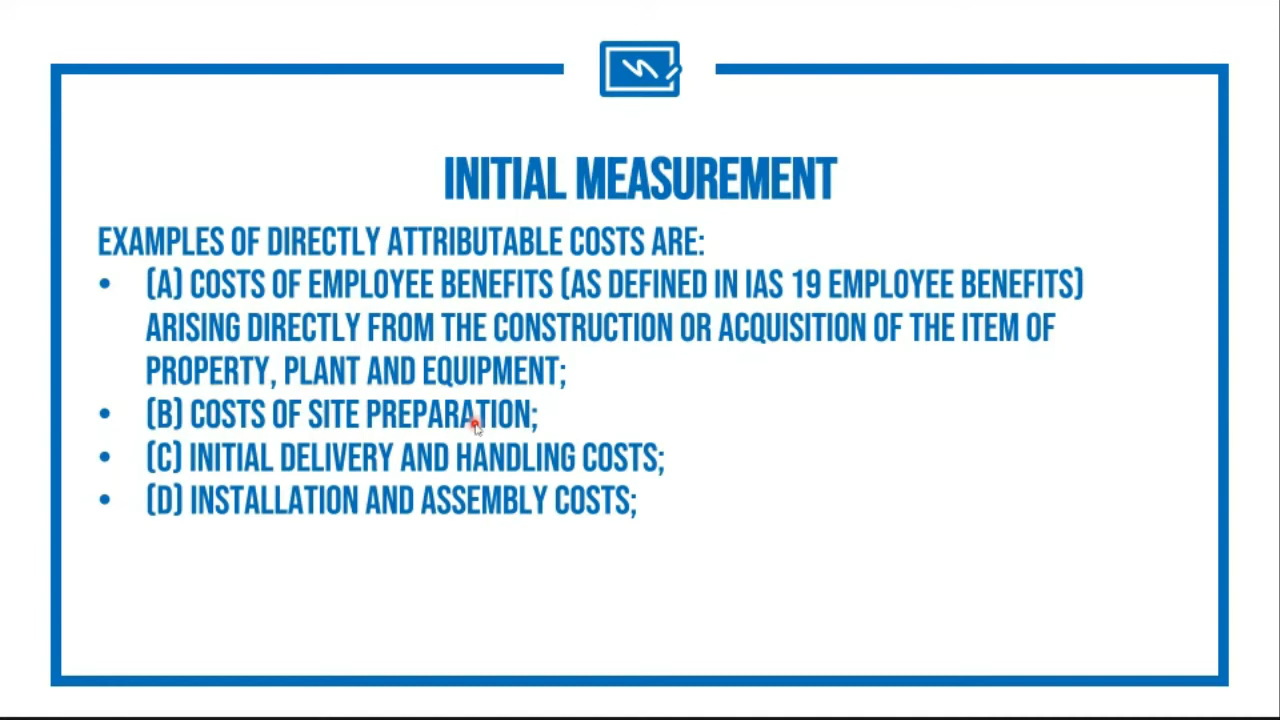 INITIAL MEASUREMENT
EXAMPLES OF DIRECTLY ATTRIBUTABLE COSTS ARE:
• (A) COSTS OF EMPLOYEE BENEFITS (AS DEFINED IN IAS 19 EMPLOYEE BENEFITS)
ARISING DIRECTLY FROM THE CONSTRUCTION OR ACQUISITION OF THE ITEM OF
PROPERTY, PLANT AND EQUIPMENT;
• (B) COSTS OF SITE PREPARATION;
• (C) INITIAL DELIVERY AND HANDLING COSTS;
• (D) INSTALLATION AND ASSEMBLY COSTS;